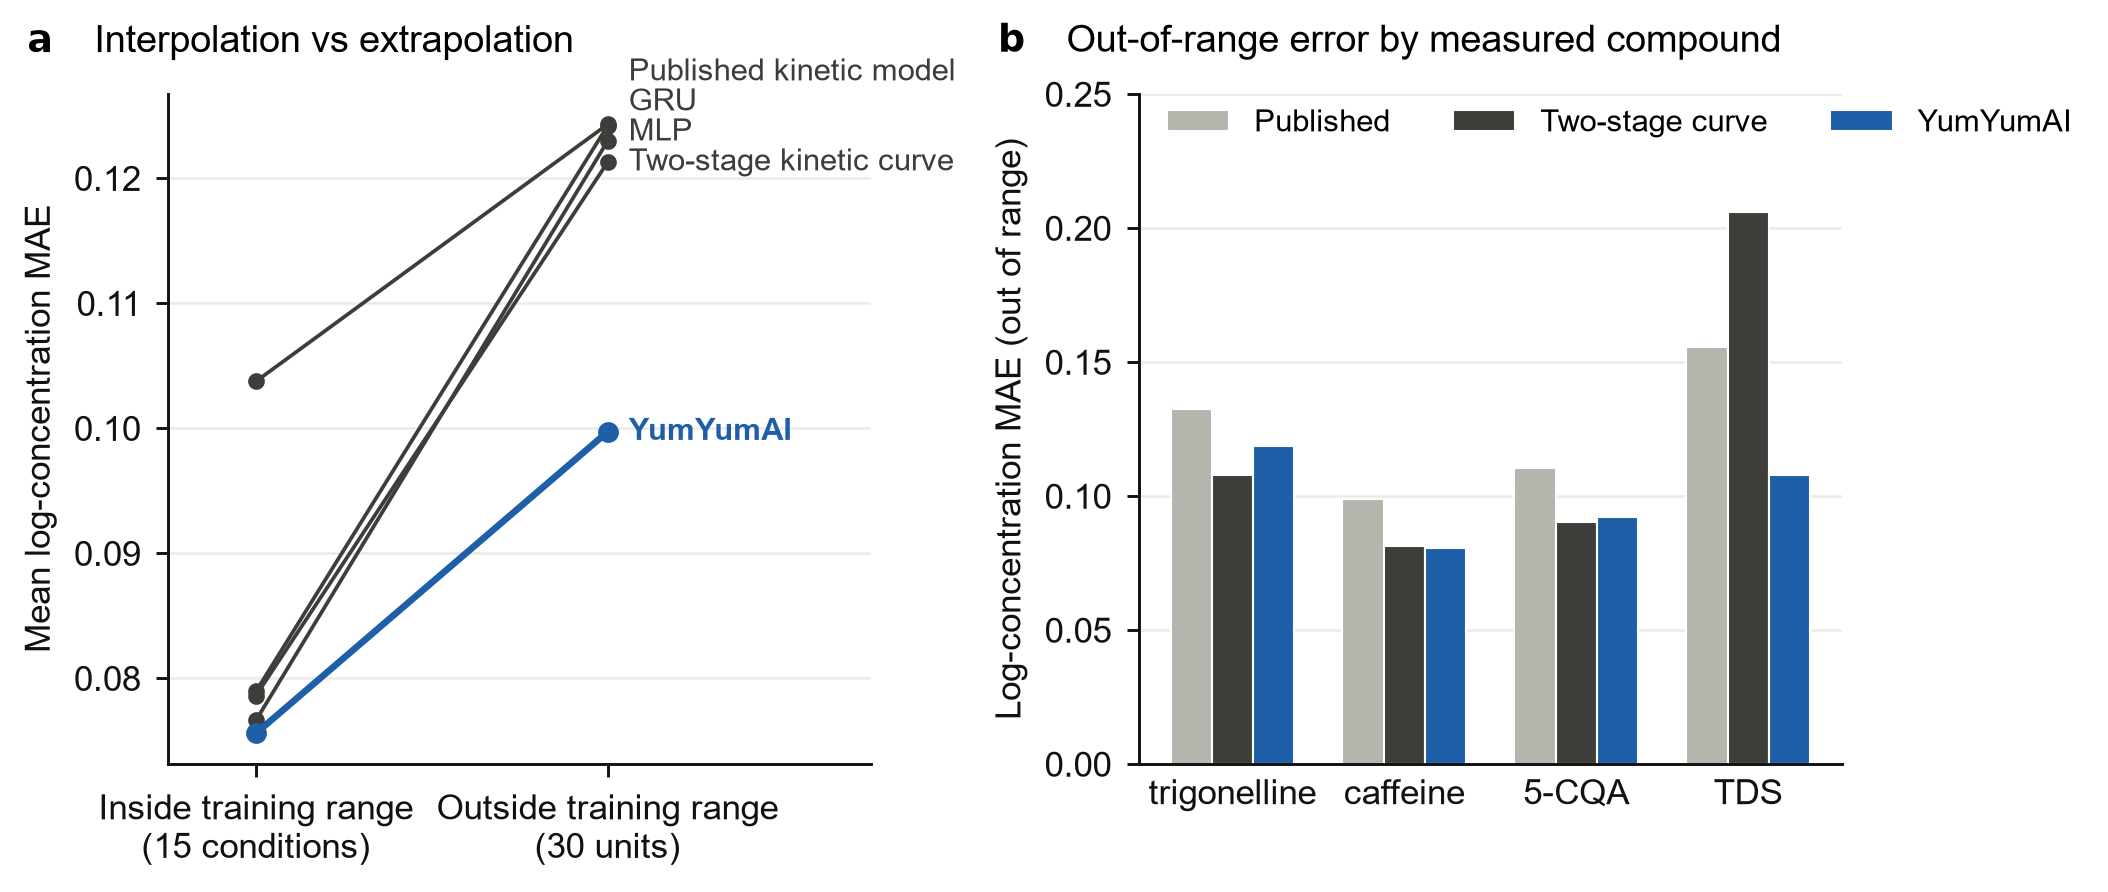 a Interpolation vs extrapolation
Published kinetic model
GRU
MLP
Two-stage kinetic curve
YumYumAI
Mean log-concentration MAE
0.12
0.11
0.10
0.09
0.08
Inside training range
(15 conditions)
Outside training range
(30 units)
b Out-of-range error by measured compound
Published
Two-stage curve
YumYumAI
Log-concentration MAE (out of range)
0.25
0.20
0.15
0.10
0.05
0.00
trigonelline
caffeine
5-CQA
TDS